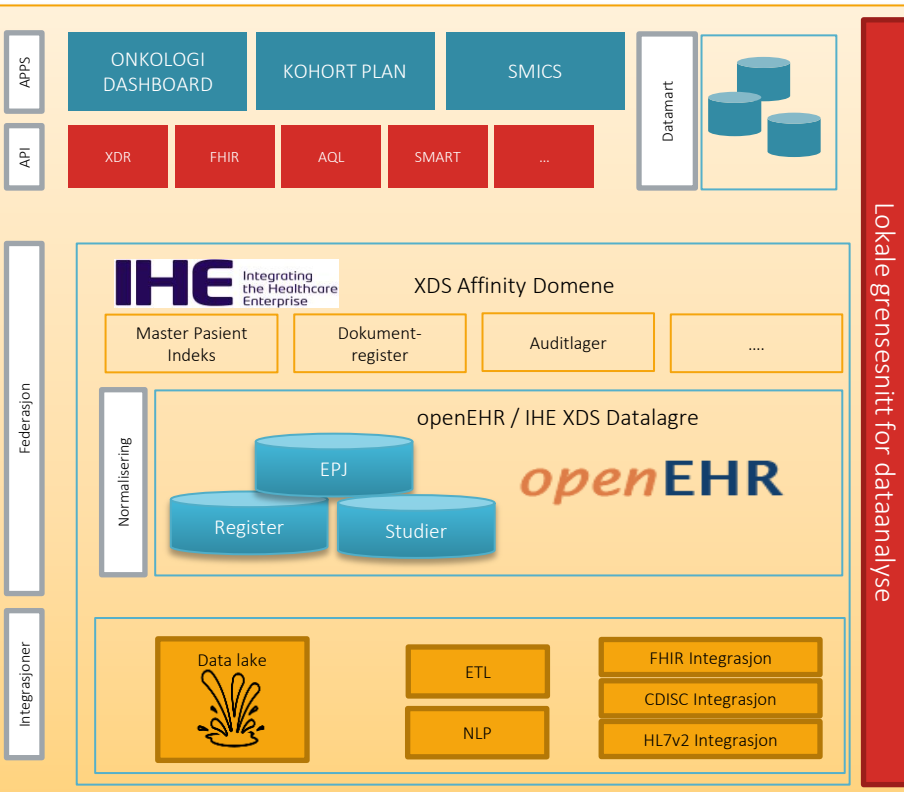 APPS
ONKOLOGI
DASHBOARD
KOHORT PLAN
SMICS
Datamart
API
XDR
FHIR
AQL
SMART
...
Lokale grensesnitt for dataanalyse
Federasjon
IHE
Integrating
the Healthcare
Enterprise
XDS Affinity Domene
Master Pasient
Indeks
Dokument-
register
Auditlager
....
Normalisering
openEHR / IHE XDS Datalagre
EPJ
Register
Studier
openEHR
Integrasjoner
Data lake
ETL
NLP
FHIR Integrasjon
CDISC Integrasjon
HL7v2 Integrasjon